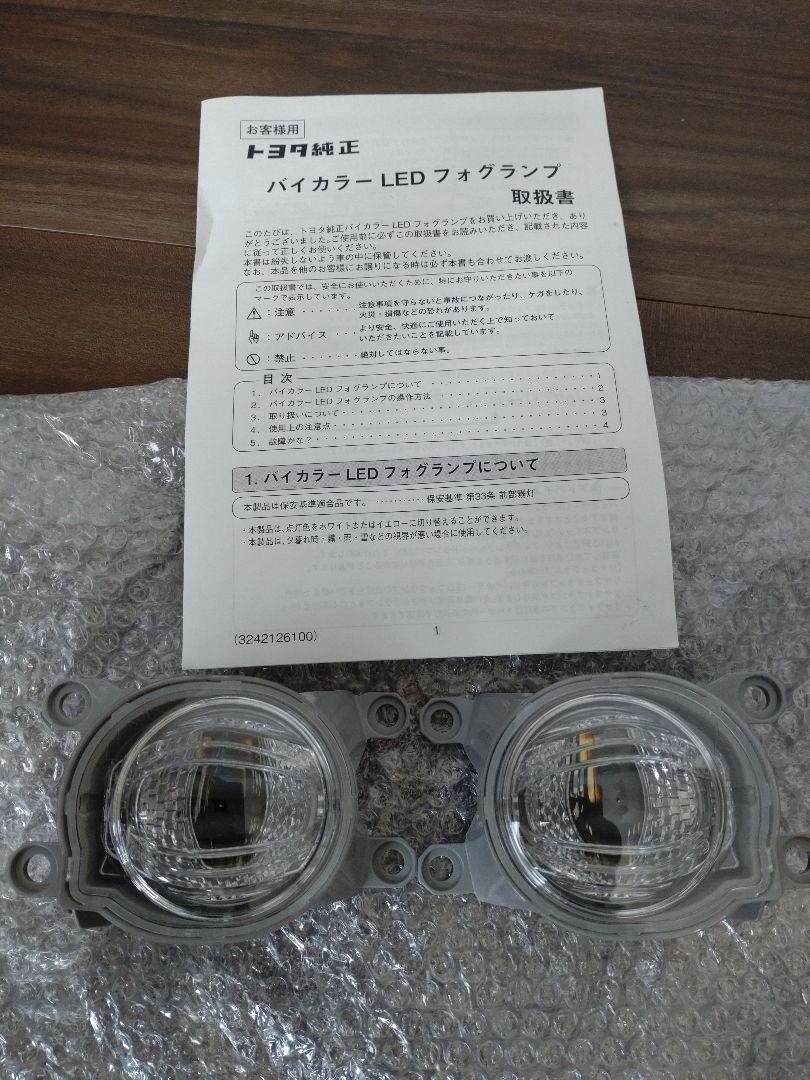 お客様用
トヨタ純正
バイカラー LED フォグランプ
取扱書
このたびは、トヨタ純正バイカラー LED フォグランプをお買い上げいただき、あり
がとうございました。ご使用前に必ずこの取扱書をお読みいただき、記載された内容
に従って正しくお使いください。
本書は紛失しないよう車の中に保管してください。
なお、本品を他のお客様にお譲りになる時は必ず本書も合わせてお渡しください。
この取扱書では、安全にお使いいただくために、特にお守りいただきたい事を以下の
マークで表示しています。
：注意 ・・・・・・・ 注意事項を守らないと事故につながったり、ケガをしたり、
火災・損傷などの恐れがあります。
：アドバイス ・・・ より安全、快適にご使用いただく上で知っておいて
いただきたいことを記載しています。
：禁止 ・・・・・・・・ 絶対してはならない事。
目 次
1．バイカラー LED フォグランプについて ・・・・・・・・・・・・・・・・・・ 1
2．バイカラー LED フォグランプの操作方法 ・・・・・・・・・・・・・・・・・ 2
3．取り扱いについて ・・・・・・・・・・・・・・・・・・・・・・・・・・・ 3
4．使用上の注意点 ・・・・・・・・・・・・・・・・・・・・・・・・・・・・ 3
5．故障かな？ ・・・・・・・・・・・・・・・・・・・・・・・・・・・・・・ 4
1. バイカラー LED フォグランプについて
本製品は保安基準適合品です。 ・・・・・・・・・・・ 保安基準 第33条 前部霧灯
・本製品は、点灯色をホワイトまたはイエローに切り替えることができます。
・本製品は、夕暮れ時・霧・雨・雪などの視界が悪い場合に使用してください。
(3242126100)
1